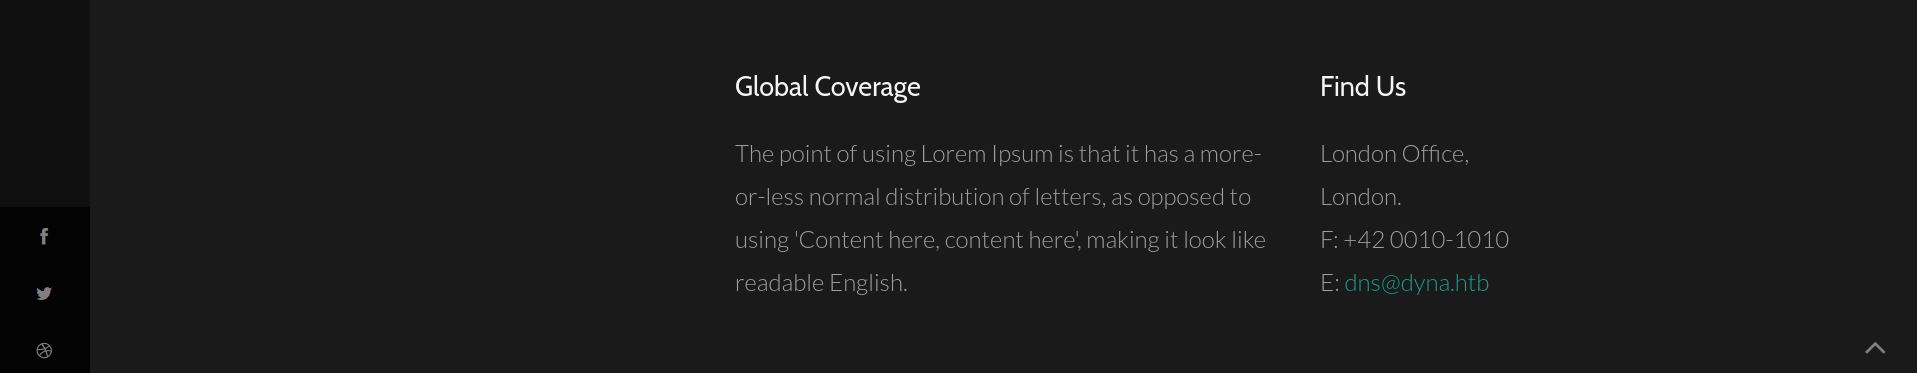 Global Coverage
The point of using Lorem Ipsum is that it has a more-
or-less normal distribution of letters, as opposed to
using 'Content here, content here', making it look like
readable English.
Find Us
London Office,
London.
F: +42 0010-1010
E: dns@dyna.htb